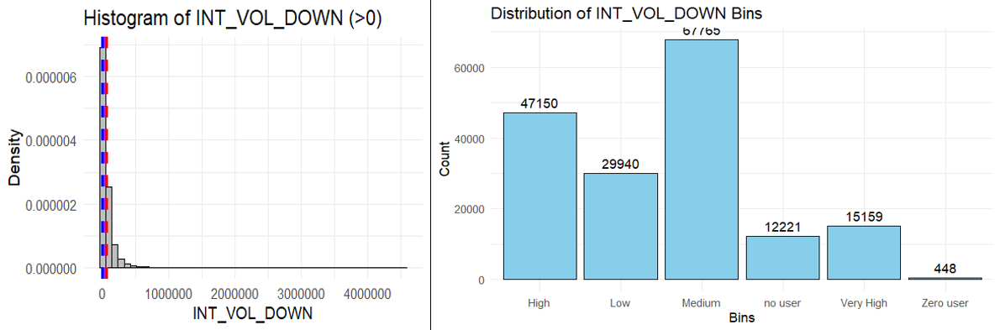 Histogram of INT_VOL_DOWN (>0)
Density
0.000006
0.000004
0.000002
0.000000
0 1000000 2000000 3000000 4000000
INT_VOL_DOWN
Distribution of INT_VOL_DOWN Bins
Count
60000
40000
20000
0
47150
29940
67765
12221
15159
448
High Low Medium no user Very High Zero user
Bins